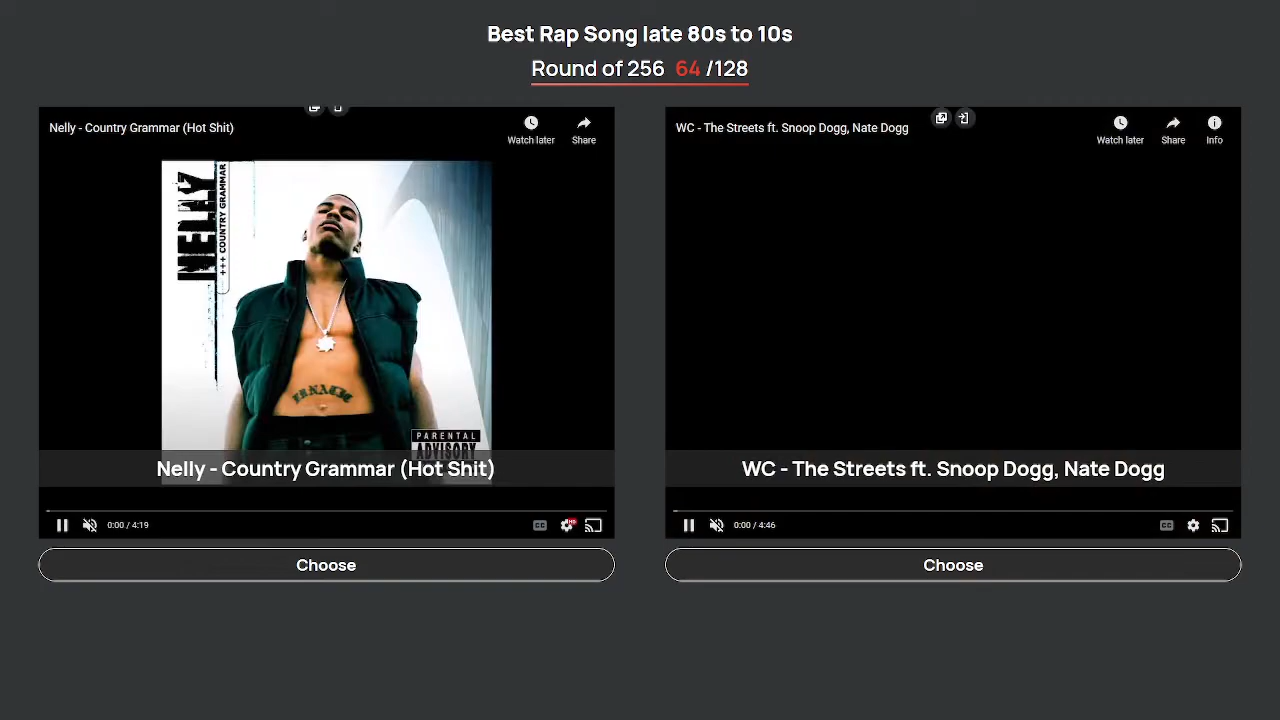 Best Rap Song late 80s to 10s
Round of 256 64 /128
Nelly - Country Grammar (Hot Shit)
Watch later
Share
NELLY
+++ COUNTRY GRAMMAR
PARENTAL
ADVISORY
Nelly - Country Grammar (Hot Shit)
0:00 / 4:19
CC
HD
Choose
WC - The Streets ft. Snoop Dogg, Nate Dogg
Watch later
Share
Info
WC - The Streets ft. Snoop Dogg, Nate Dogg
0:00 / 4:46
CC
Choose